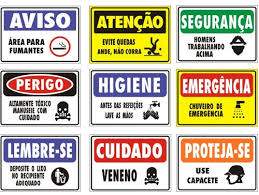 AVISO
ÁREA PARA
FUMANTES
ATENÇÃO
EVITE QUEDAS
ANDE, NÃO CORRA
SEGURANÇA
HOMENS
TRABALHANDO
ACIMA
PERIGO
ALTAMENTE TÓXICO
MANUSEIE COM
CUIDADO
HIGIENE
ANTES DAS REFEIÇÕES
LAVE AS MÃOS
EMERGÊNCIA
CHUVEIRO DE
EMERGÊNCIA
LEMBRE-SE
DEPOSITE O LIXO
NO RECIPIENTE
ADEQUADO
CUIDADO
VENENO
PROTEJA-SE
USE
CAPACETE